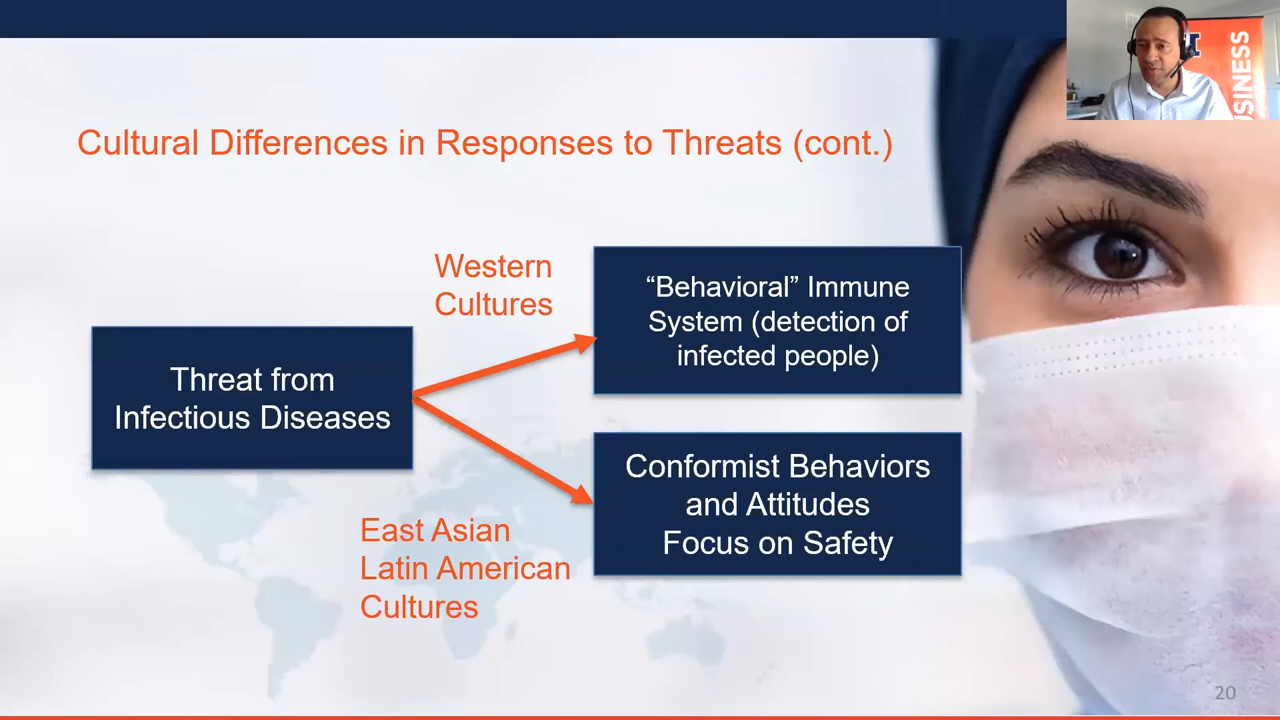 Cultural Differences in Responses to Threats (cont.)
Western
Cultures
“Behavioral” Immune
System (detection of
infected people)
Threat from
Infectious Diseases
Conformist Behaviors
and Attitudes
Focus on Safety
East Asian
Latin American
Cultures
20